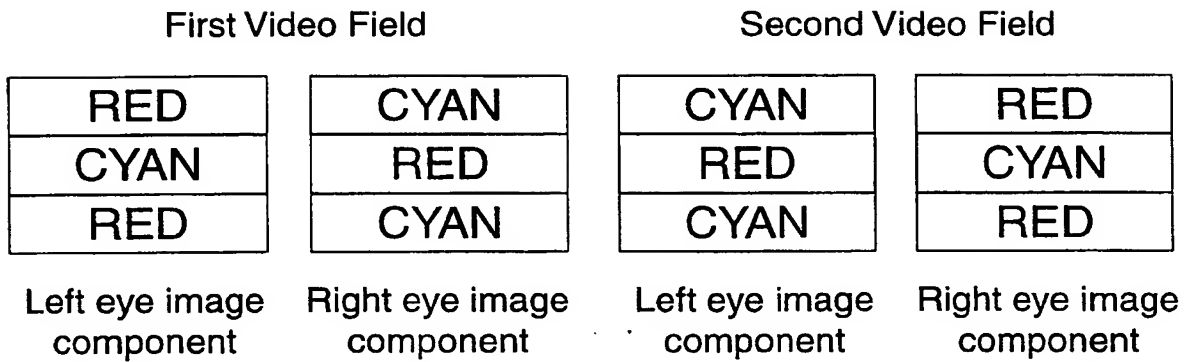 First Video Field
Second Video Field
RED CYAN CYAN RED
CYAN RED RED CYAN
RED CYAN CYAN RED
Left eye image Right eye image Left eye image Right eye image
component component component component